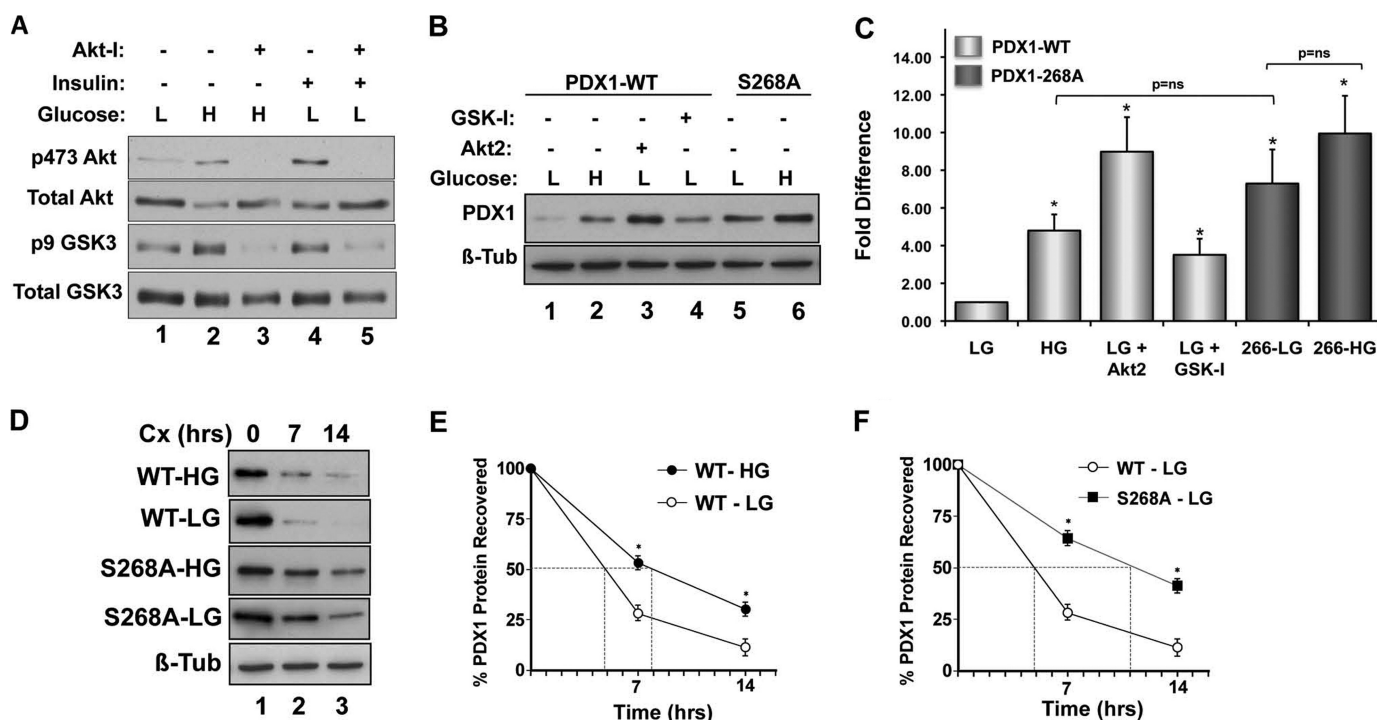 A
Akt-I: - - + - +
Insulin: - - - + +
Glucose: L H H L L
p473 Akt
Total Akt
p9 GSK3
Total GSK3
1 2 3 4 5
B
PDX1-WT S268A
GSK-I: - - - + - -
Akt2: - - + - - -
Glucose: L H L L L H
PDX1
ß-Tub
1 2 3 4 5 6
C
PDX1-WT
PDX1-268A
Fold Difference
14.00
12.00
10.00
8.00
6.00
4.00
2.00
0.00
p=ns
p=ns
* * * * *
LG HG LG + Akt2 LG + GSK-I 266-LG 266-HG
D
Cx (hrs) 0 7 14
WT-HG
WT-LG
S268A-HG
S268A-LG
ß-Tub
1 2 3
E
% PDX1 Protein Recovered
100
75
50
25
0
WT- HG
WT - LG
* *
7 14
Time (hrs)
F
% PDX1 Protein Recovered
100
75
50
25
0
WT - LG
S268A - LG
* *
7 14
Time (hrs)